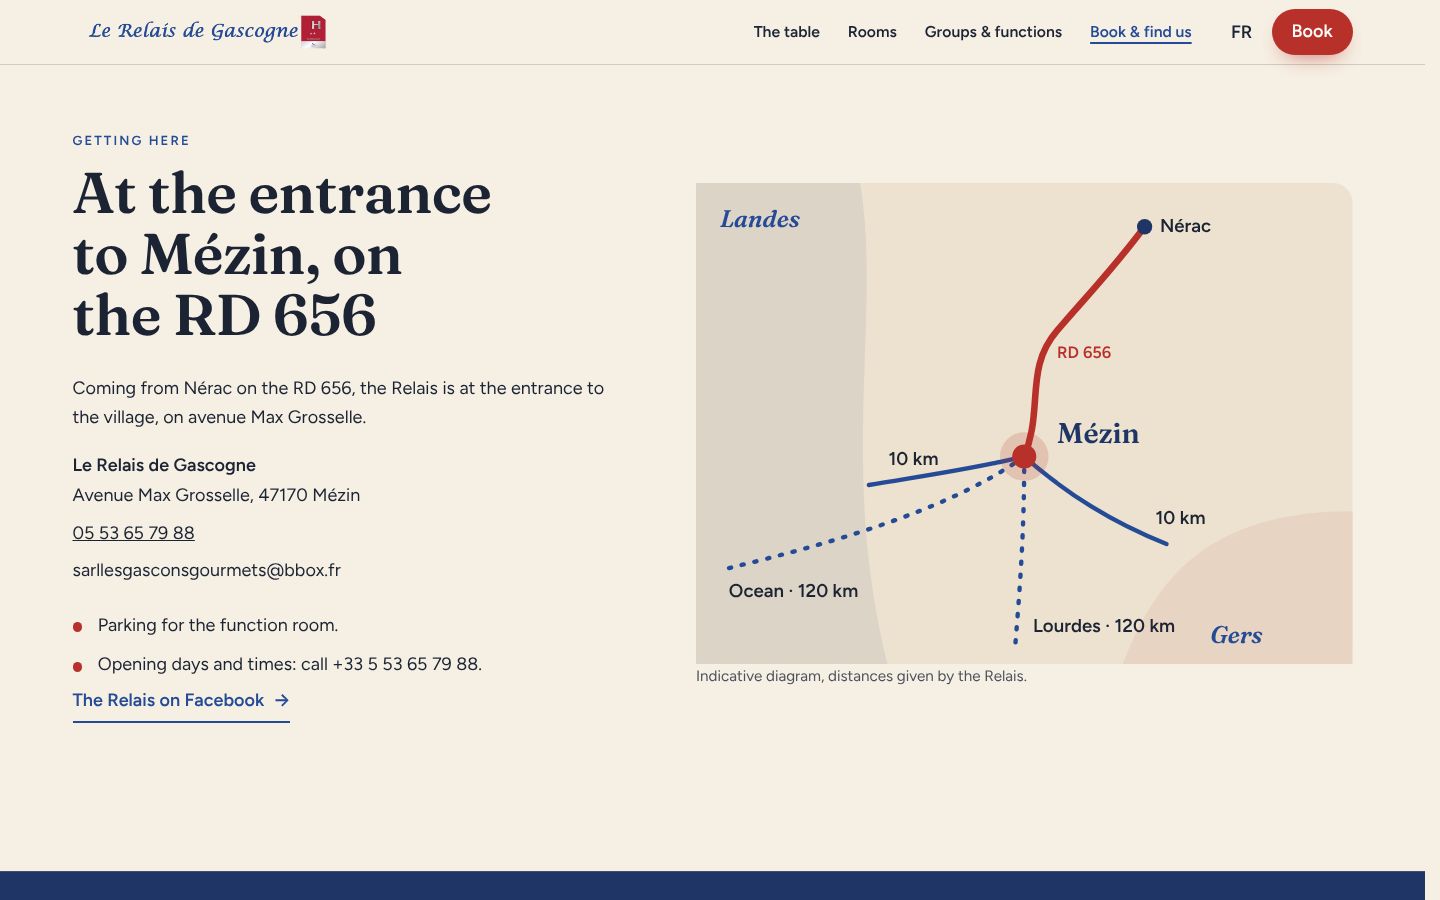 Le Relais de Gascogne
H
The table
Rooms
Groups & functions
Book & find us
FR
Book
GETTING HERE
At the entrance
to Mézin, on
the RD 656
Coming from Nérac on the RD 656, the Relais is at the entrance to
the village, on avenue Max Grosselle.
Le Relais de Gascogne
Avenue Max Grosselle, 47170 Mézin
05 53 65 79 88
sarllesgasconsgourmets@bbox.fr
Parking for the function room.
Opening days and times: call +33 5 53 65 79 88.
The Relais on Facebook →
Landes
Nérac
RD 656
Mézin
10 km
10 km
Ocean · 120 km
Lourdes · 120 km
Gers
Indicative diagram, distances given by the Relais.